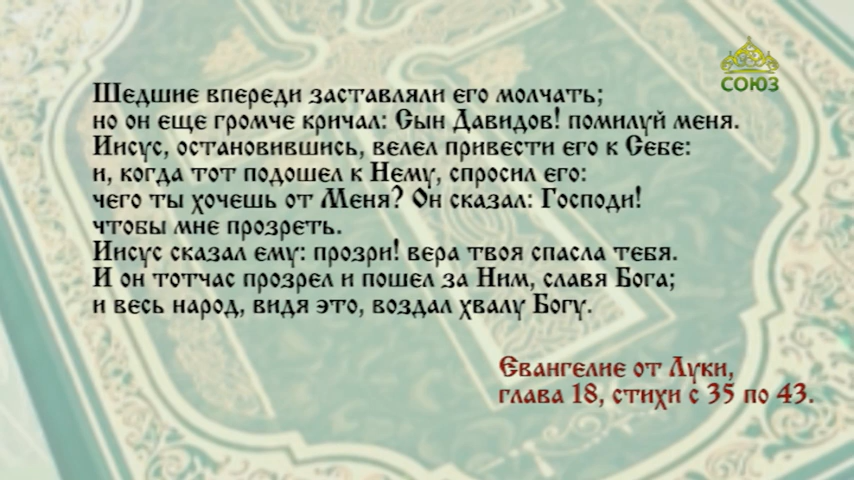 СОЮЗ
Шедшие впереди заставляли его молчать;
но он еще громче кричал: Сын Давидов! помилуй меня.
Иисус, остановившись, велел привести его к Себе:
и, когда тот подошел к Нему, спросил его:
чего ты хочешь от Меня? Он сказал: Господи!
чтобы мне прозреть.
Иисус сказал ему: прозри! вера твоя спасла тебя.
И он тотчас прозрел и пошел за Ним, славя Бога;
и весь народ, видя это, воздал хвалу Богу.
Евангелие от Луки,
глава 18, стихи с 35 по 43.